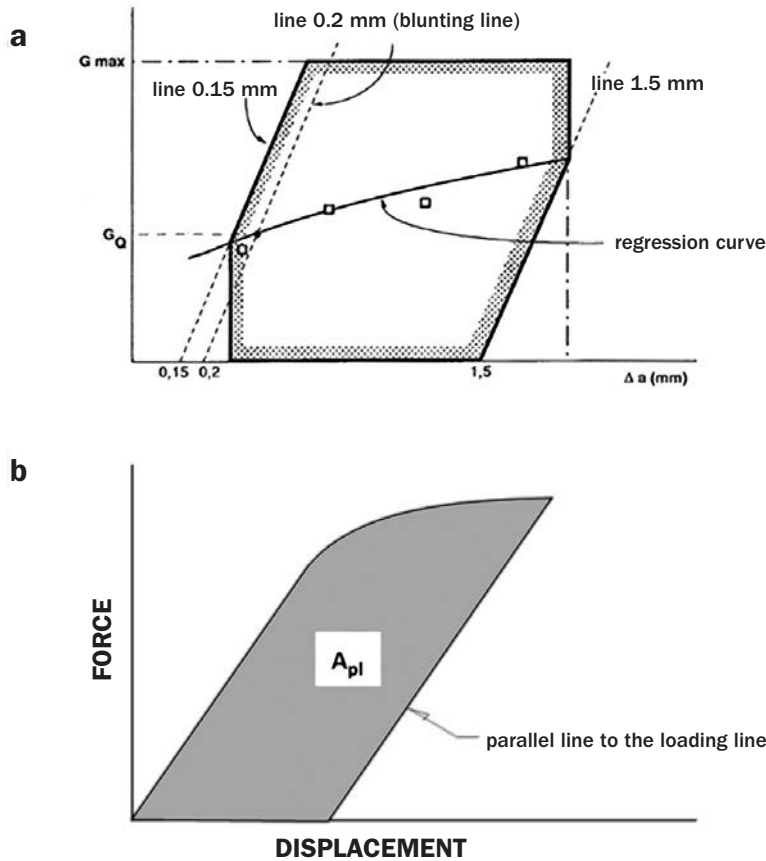 a
line 0.2 mm (blunting line)
G max
line 0.15 mm
line 1.5 mm
G_Q
regression curve
0,15 0,2
1,5
Δ a (mm)
b
FORCE
A_pl
parallel line to the loading line
DISPLACEMENT